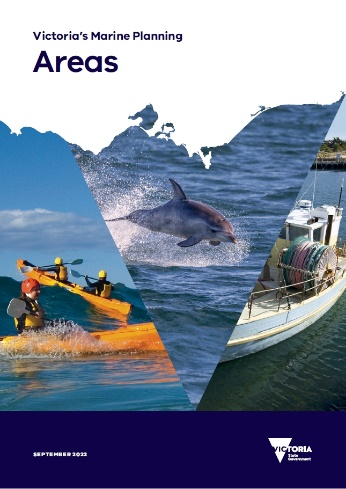 Victoria's Marine Planning
Areas
SEPTEMBER 2022
VICTORIA
State
Government